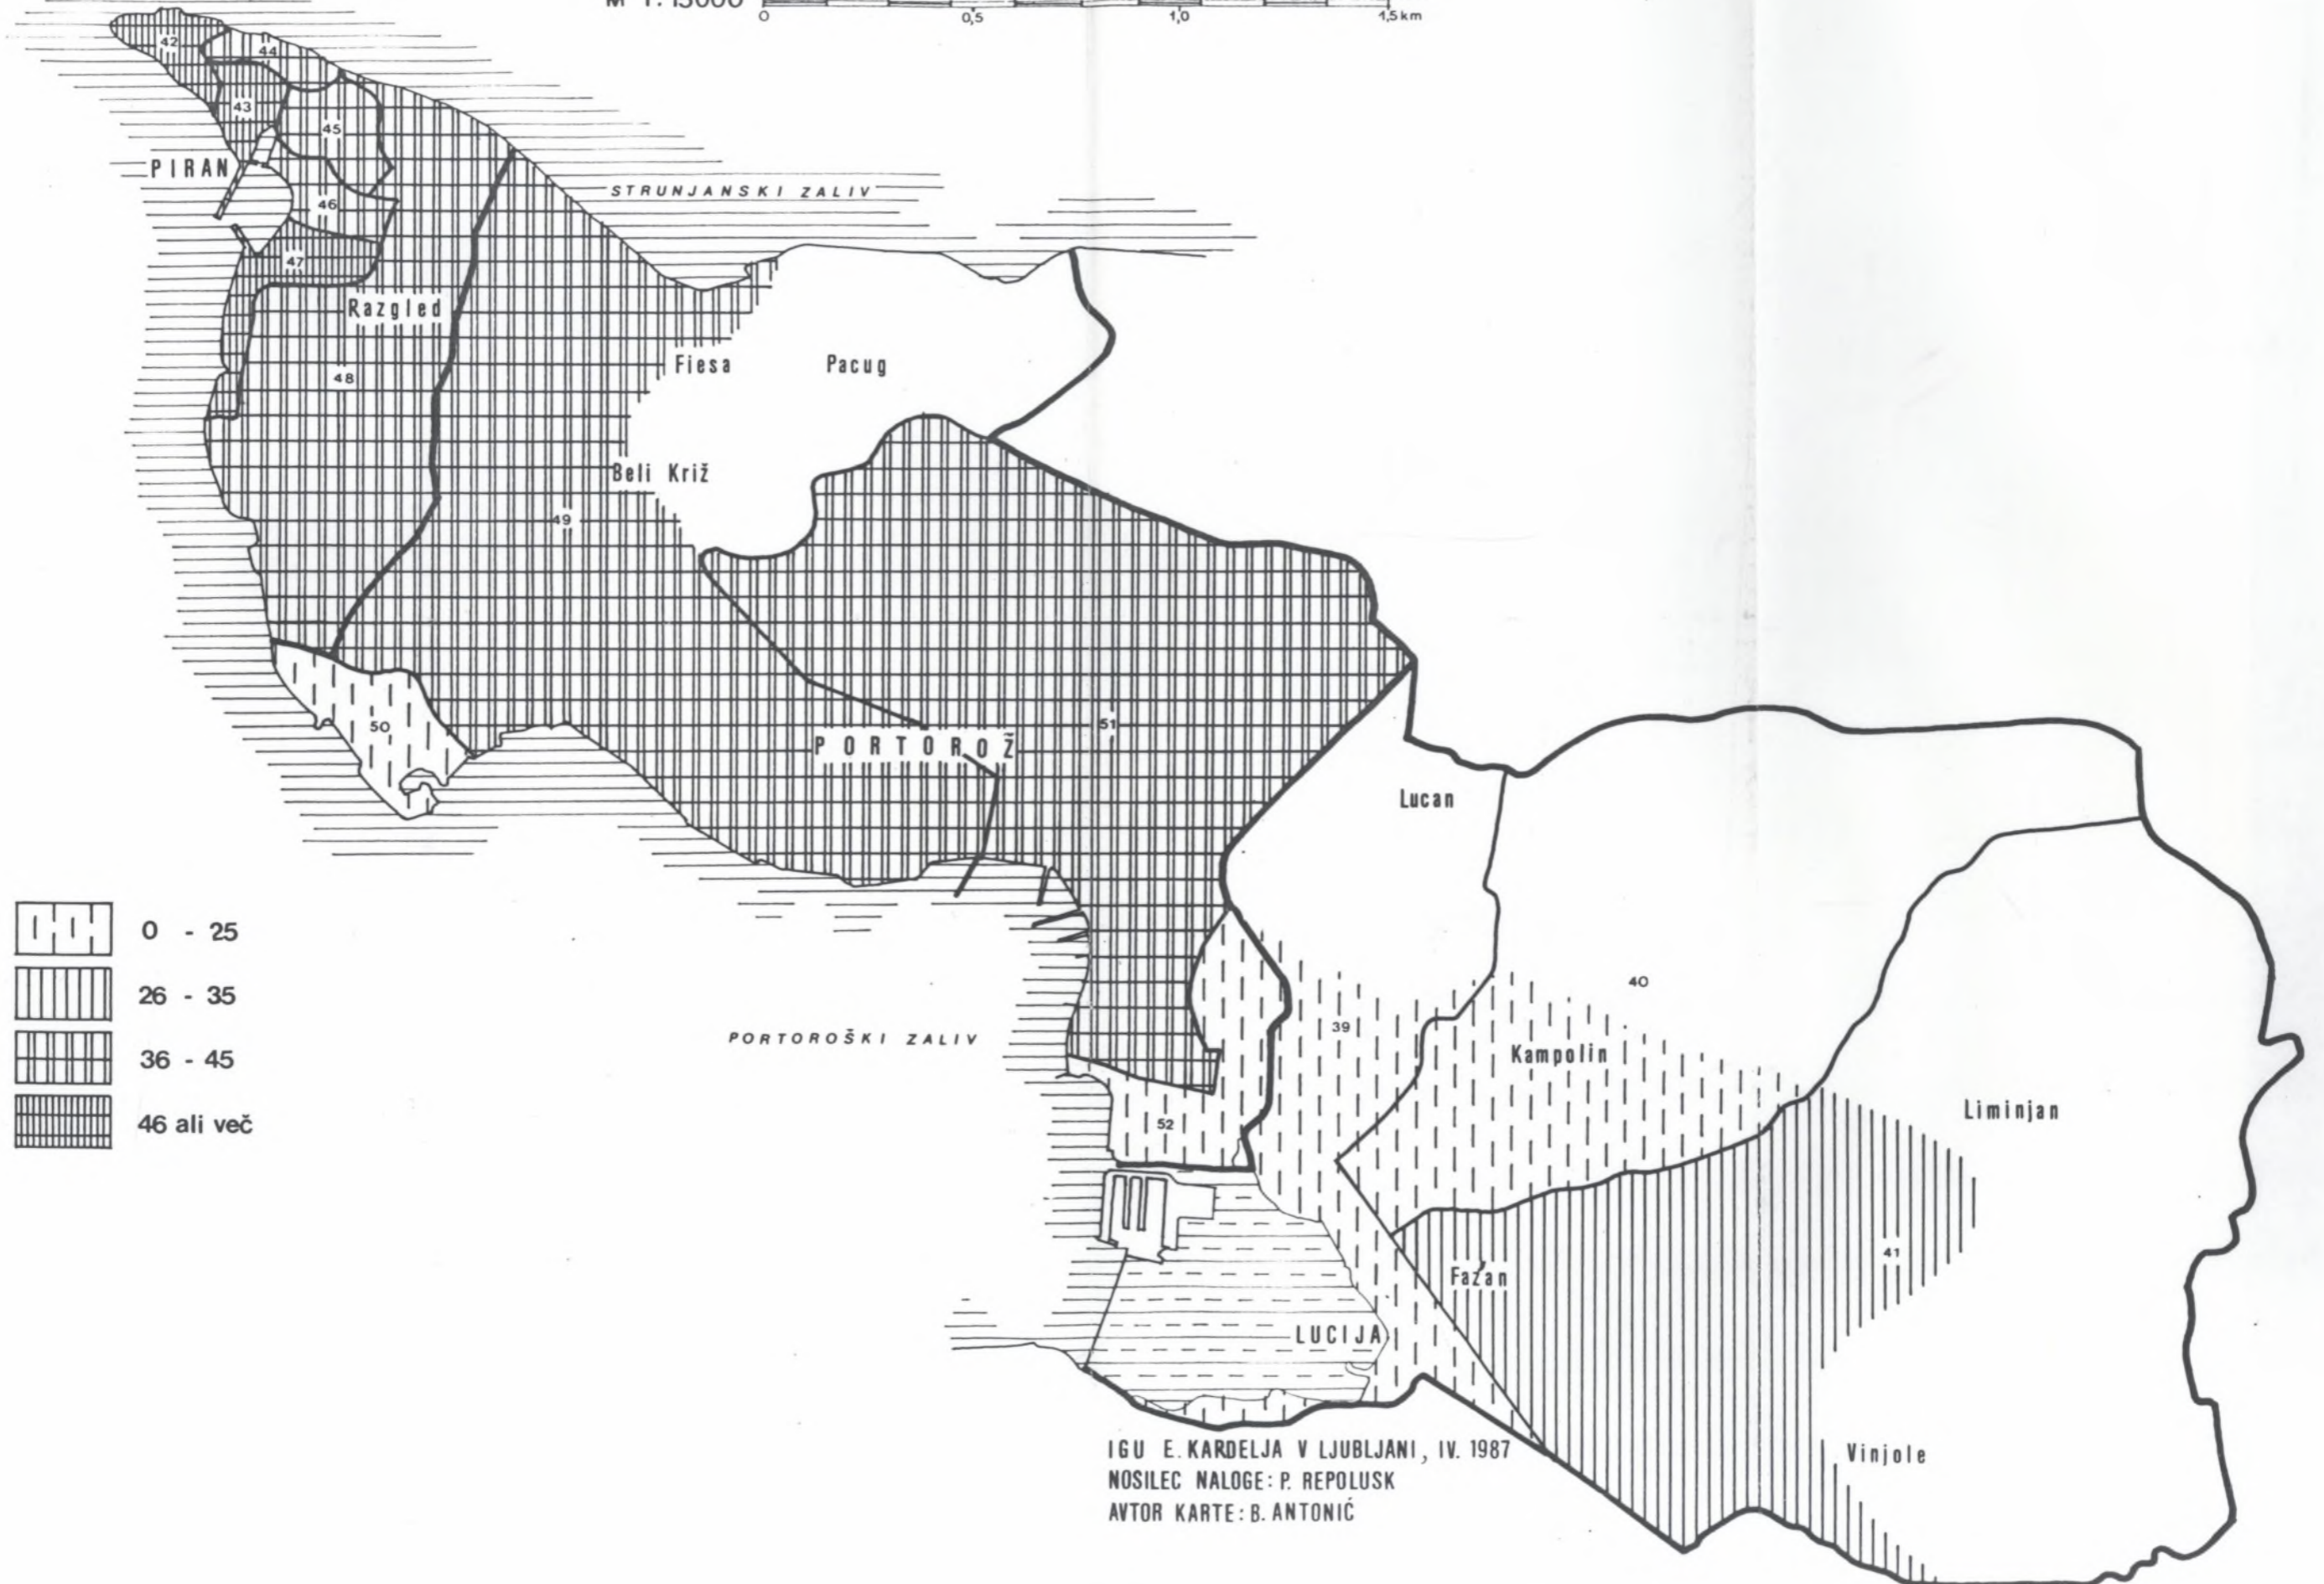 M 1:15000
0 0,5 1,0 1,5 km
42
44
43
45
PIRAN
STRUNJANSKI ZALIV
46
47
Razgled
48
Fiesa
Pacug
Beli Križ
49
50
51
PORTOROŽ
Lucan
40
39
Kampolin
PORTOROŠKI ZALIV
52
Liminjan
41
Fažan
LUCIJA
Vinjole
0 - 25
26 - 35
36 - 45
46 ali več
IGU E. KARDELJA V LJUBLJANI, IV. 1987
NOSILEC NALOGE: P. REPOLUSK
AVTOR KARTE: B. ANTONIĆ